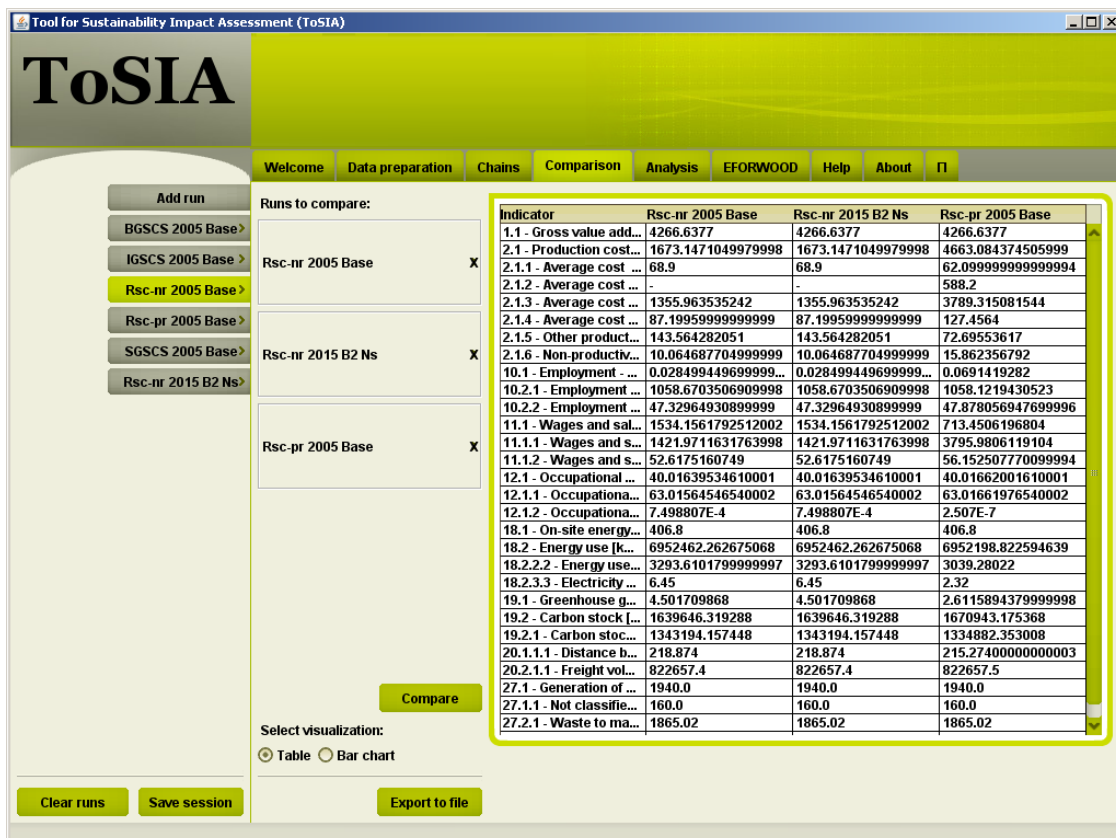 Tool for Sustainability Impact Assessment (ToSIA)
ToSIA
Welcome Data preparation Chains Comparison Analysis EFORWOOD Help About Π
Add run
BGSCS 2005 Base>
IGSCS 2005 Base >
Rsc-nr 2005 Base>
Rsc-pr 2005 Base>
SGSCS 2005 Base>
Rsc-nr 2015 B2 Ns>
Runs to compare:
Rsc-nr 2005 Base X
Rsc-nr 2015 B2 Ns X
Rsc-pr 2005 Base X
Compare
Select visualization:
Table Bar chart
Export to file
Clear runs Save session
Indicator Rsc-nr 2005 Base Rsc-nr 2015 B2 Ns Rsc-pr 2005 Base
1.1 - Gross value add... 4266.6377 4266.6377 4266.6377
2.1 - Production cost... 1673.1471049979998 1673.1471049979998 4663.084374505999
2.1.1 - Average cost ... 68.9 68.9 62.099999999999994
2.1.2 - Average cost ... - - 588.2
2.1.3 - Average cost ... 1355.963535242 1355.963535242 3789.315081544
2.1.4 - Average cost ... 87.19959999999999 87.19959999999999 127.4564
2.1.5 - Other product... 143.564282051 143.564282051 72.69553617
2.1.6 - Non-productiv... 10.064687704999999 10.064687704999999 15.862356792
10.1 - Employment - ... 0.028499449699999... 0.028499449699999... 0.0691419282
10.2.1 - Employment ... 1058.6703506909998 1058.6703506909998 1058.1219430523
10.2.2 - Employment ... 47.32964930899999 47.32964930899999 47.878056947699996
11.1 - Wages and sal... 1534.1561792512002 1534.1561792512002 713.4506196804
11.1.1 - Wages and s... 1421.9711631763998 1421.9711631763998 3795.9806119104
11.1.2 - Wages and s... 52.6175160749 52.6175160749 56.152507770099994
12.1 - Occupational ... 40.01639534610001 40.01639534610001 40.01662001610001
12.1.1 - Occupationa... 63.01564546540002 63.01564546540002 63.01661976540002
12.1.2 - Occupationa... 7.498807E-4 7.498807E-4 2.507E-7
18.1 - On-site energy... 406.8 406.8 406.8
18.2 - Energy use [k... 6952462.262675068 6952462.262675068 6952198.822594639
18.2.2.2 - Energy use... 3293.6101799999997 3293.6101799999997 3039.28022
18.2.3.3 - Electricity ... 6.45 6.45 2.32
19.1 - Greenhouse g... 4.501709868 4.501709868 2.6115894379999998
19.2 - Carbon stock [... 1639646.319288 1639646.319288 1670943.175368
19.2.1 - Carbon stoc... 1343194.157448 1343194.157448 1334882.353008
20.1.1.1 - Distance b... 218.874 218.874 215.27400000000003
20.2.1.1 - Freight vol... 822657.4 822657.4 822657.5
27.1 - Generation of ... 1940.0 1940.0 1940.0
27.1.1 - Not classifie... 160.0 160.0 160.0
27.2.1 - Waste to ma... 1865.02 1865.02 1865.02